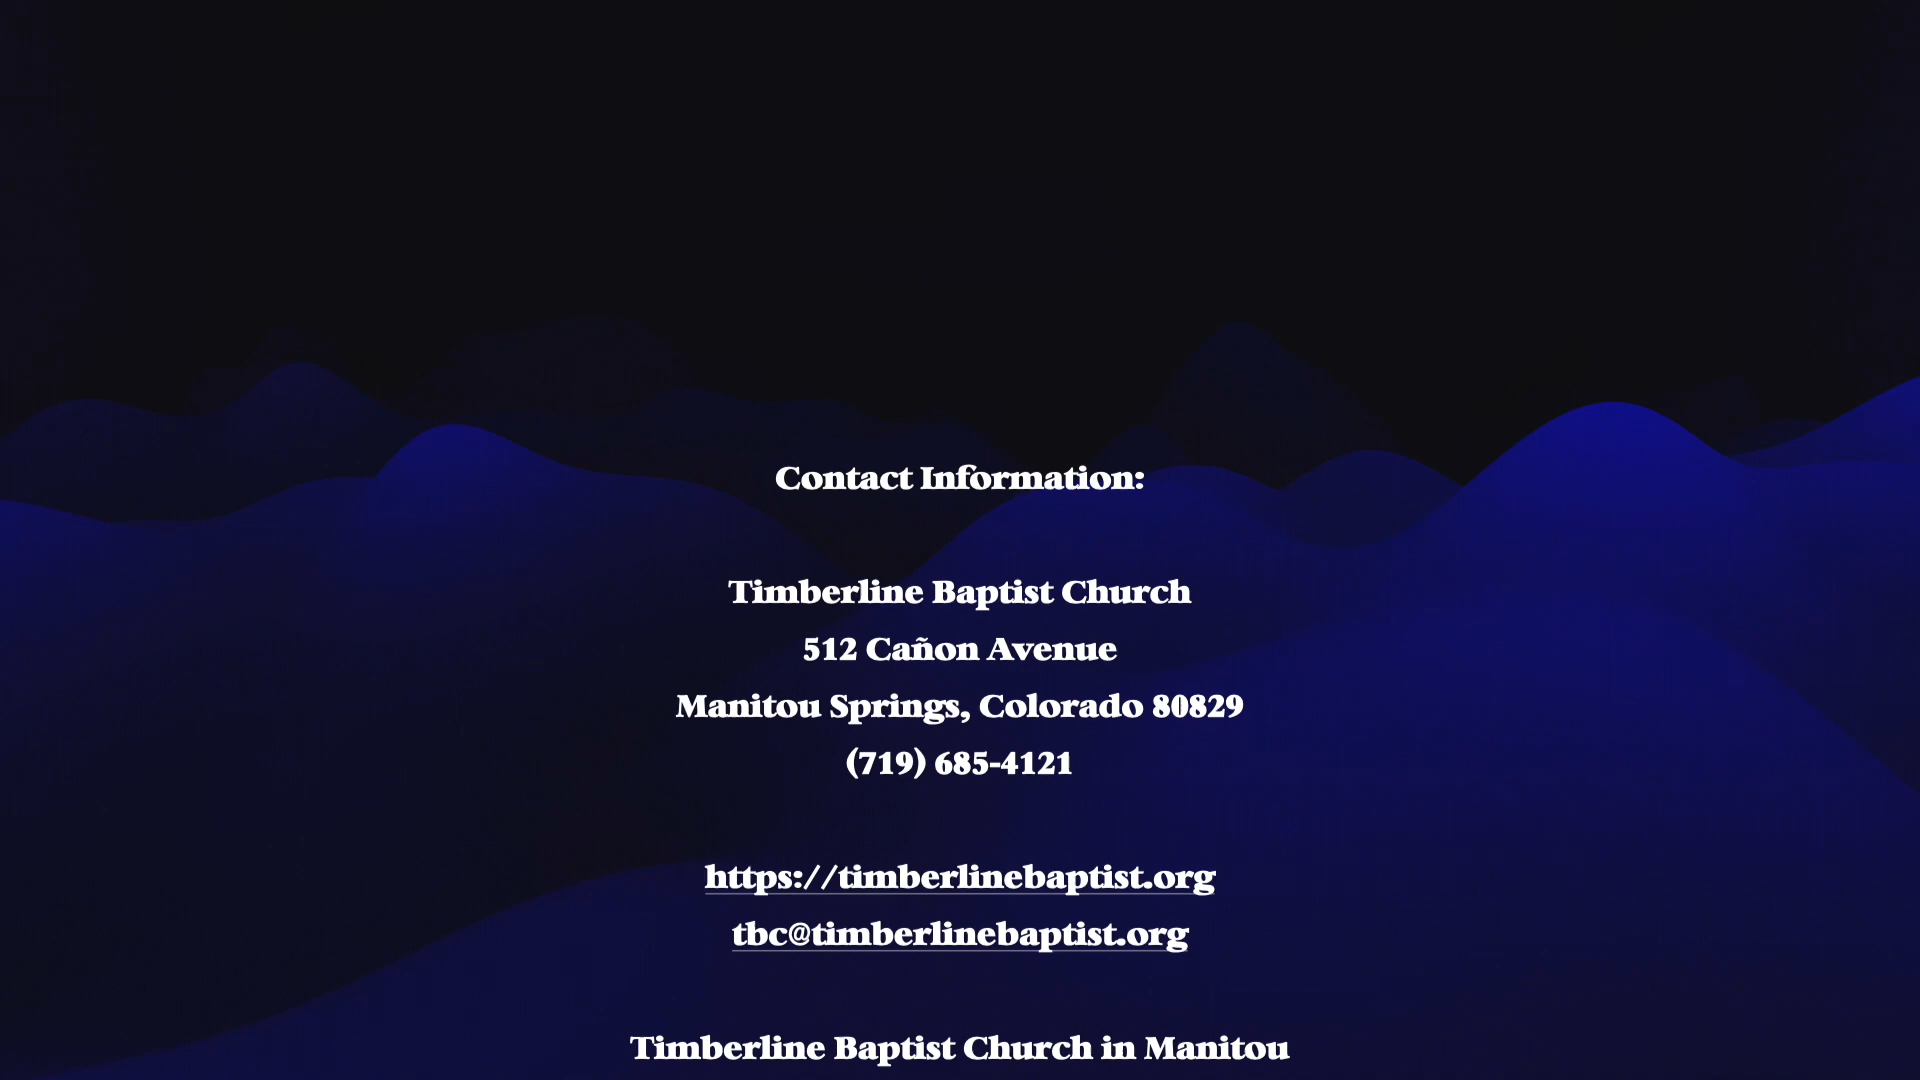 Contact Information:
Timberline Baptist Church
512 Cañon Avenue
Manitou Springs, Colorado 80829
(719) 685-4121
https://timberlinebaptist.org
tbc@timberlinebaptist.org
Timberline Baptist Church in Manitou